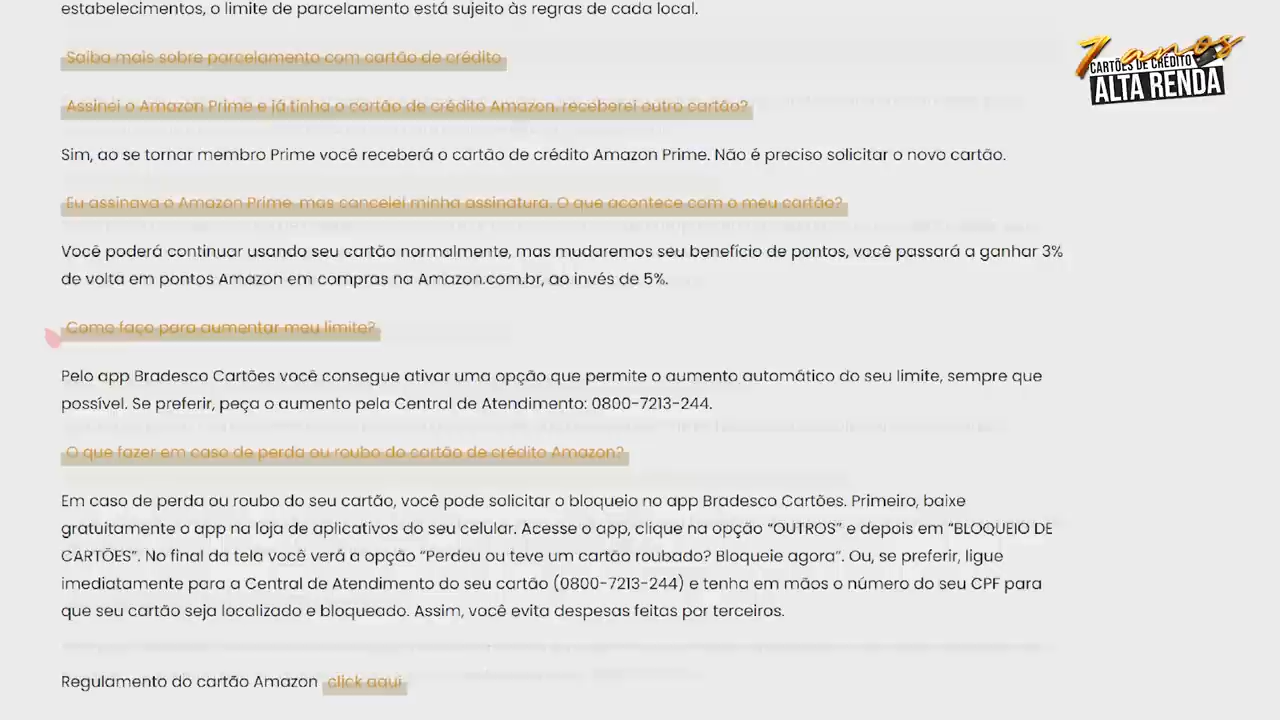 estabelecimentos, o limite de parcelamento está sujeito às regras de cada local.
7 anos
CARTÕES DE CRÉDITO
ALTA RENDA
Saiba mais sobre parcelamento com cartão de crédito
Assinei o Amazon Prime e já tinha o cartão de crédito Amazon, receberei outro cartão?
Sim, ao se tornar membro Prime você receberá o cartão de crédito Amazon Prime. Não é preciso solicitar o novo cartão.
Eu assinava o Amazon Prime, mas cancelei minha assinatura. O que acontece com o meu cartão?
Você poderá continuar usando seu cartão normalmente, mas mudaremos seu benefício de pontos, você passará a ganhar 3%
de volta em pontos Amazon em compras na Amazon.com.br, ao invés de 5%.
Como faço para aumentar meu limite?
Pelo app Bradesco Cartões você consegue ativar uma opção que permite o aumento automático do seu limite, sempre que
possível. Se preferir, peça o aumento pela Central de Atendimento: 0800-7213-244.
O que fazer em caso de perda ou roubo do cartão de crédito Amazon?
Em caso de perda ou roubo do seu cartão, você pode solicitar o bloqueio no app Bradesco Cartões. Primeiro, baixe
gratuitamente o app na loja de aplicativos do seu celular. Acesse o app, clique na opção “OUTROS” e depois em “BLOQUEIO DE
CARTÕES”. No final da tela você verá a opção “Perdeu ou teve um cartão roubado? Bloqueie agora”. Ou, se preferir, ligue
imediatamente para a Central de Atendimento do seu cartão (0800-7213-244) e tenha em mãos o número do seu CPF para
que seu cartão seja localizado e bloqueado. Assim, você evita despesas feitas por terceiros.
Regulamento do cartão Amazon click aqui